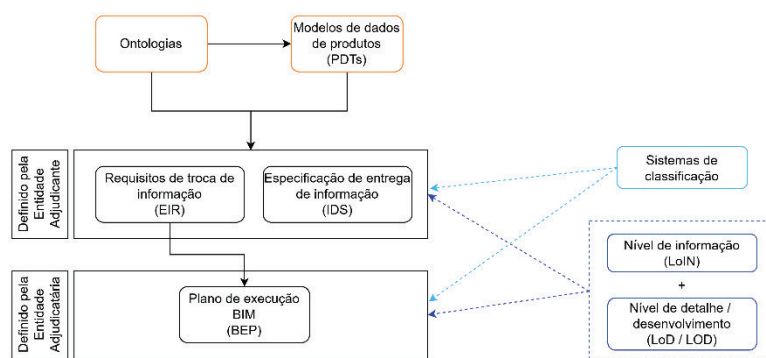 Ontologias
Modelos de dados
de produtos
(PDTs)
Definido pela
Entidade
Adjudicante
Requisitos de troca de
informação
(EIR)
Especificação de entrega
de informação
(IDS)
Sistemas de
classificação
Nível de informação
(LoIN)
+
Nível de detalhe /
desenvolvimento
(LoD / LOD)
Definido pela
Entidade
Adjudicatária
Plano de execução
BIM
(BEP)